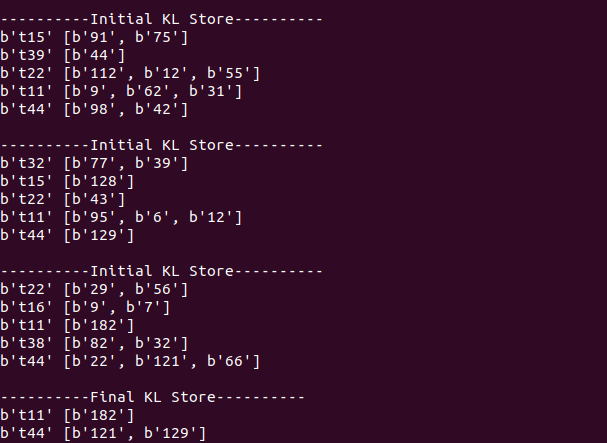 ----------Initial KL Store----------
b't15' [b'91', b'75']
b't39' [b'44']
b't22' [b'112', b'12', b'55']
b't11' [b'9', b'62', b'31']
b't44' [b'98', b'42']
----------Initial KL Store----------
b't32' [b'77', b'39']
b't15' [b'128']
b't22' [b'43']
b't11' [b'95', b'6', b'12']
b't44' [b'129']
----------Initial KL Store----------
b't22' [b'29', b'56']
b't16' [b'9', b'7']
b't11' [b'182']
b't38' [b'82', b'32']
b't44' [b'22', b'121', b'66']
----------Final KL Store----------
b't11' [b'182']
b't44' [b'121', b'129']